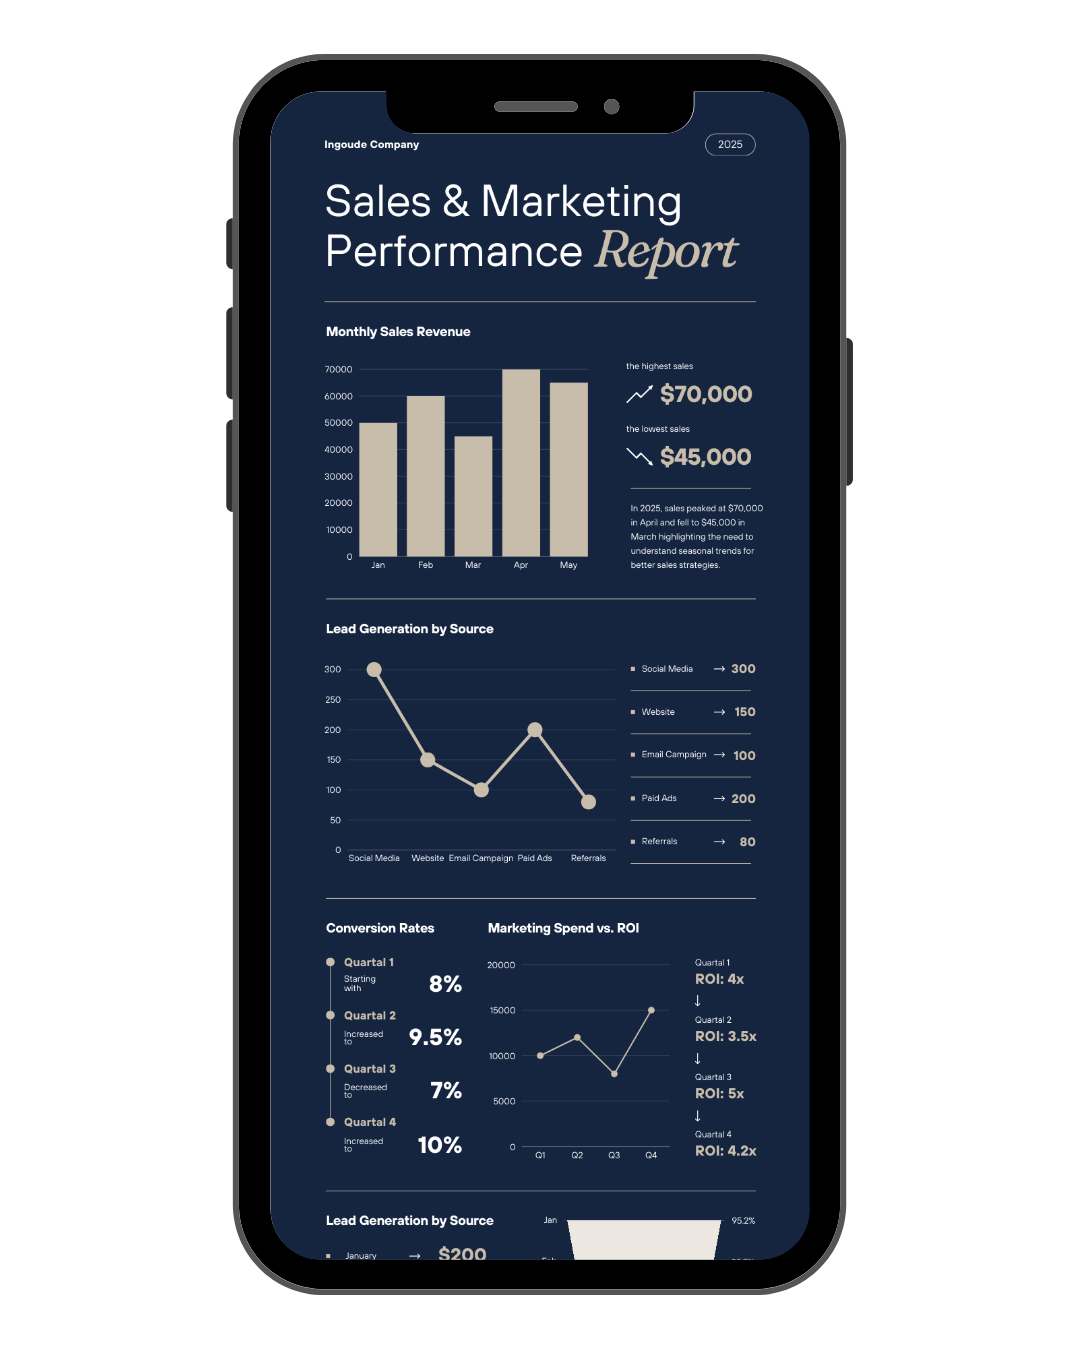 Ingoude Company
2025
Sales & Marketing
Performance Report
Monthly Sales Revenue
70000
60000
50000
40000
30000
20000
10000
0
Jan
Feb
Mar
Apr
May
the highest sales
$70,000
the lowest sales
$45,000
In 2025, sales peaked at $70,000
in April and fell to $45,000 in
March highlighting the need to
understand seasonal trends for
better sales strategies.
Lead Generation by Source
300
250
200
150
100
50
0
Social Media
Website
Email Campaign
Paid Ads
Referrals
Social Media → 300
Website → 150
Email Campaign → 100
Paid Ads → 200
Referrals → 80
Conversion Rates
Quartal 1
Starting
with
8%
Quartal 2
Increased
to
9.5%
Quartal 3
Decreased
to
7%
Quartal 4
Increased
to
10%
Marketing Spend vs. ROI
20000
15000
10000
5000
0
Q1
Q2
Q3
Q4
Quartal 1
ROI: 4x
Quartal 2
ROI: 3.5x
Quartal 3
ROI: 5x
Quartal 4
ROI: 4.2x
Lead Generation by Source
January → $200
Jan
95.2%
Feb